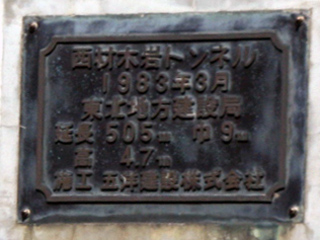 西材木岩トンネル
1983年3月
東北地方建設局
延長 505m 巾 9m
高 4.7m
施工 五洋建設株式会社